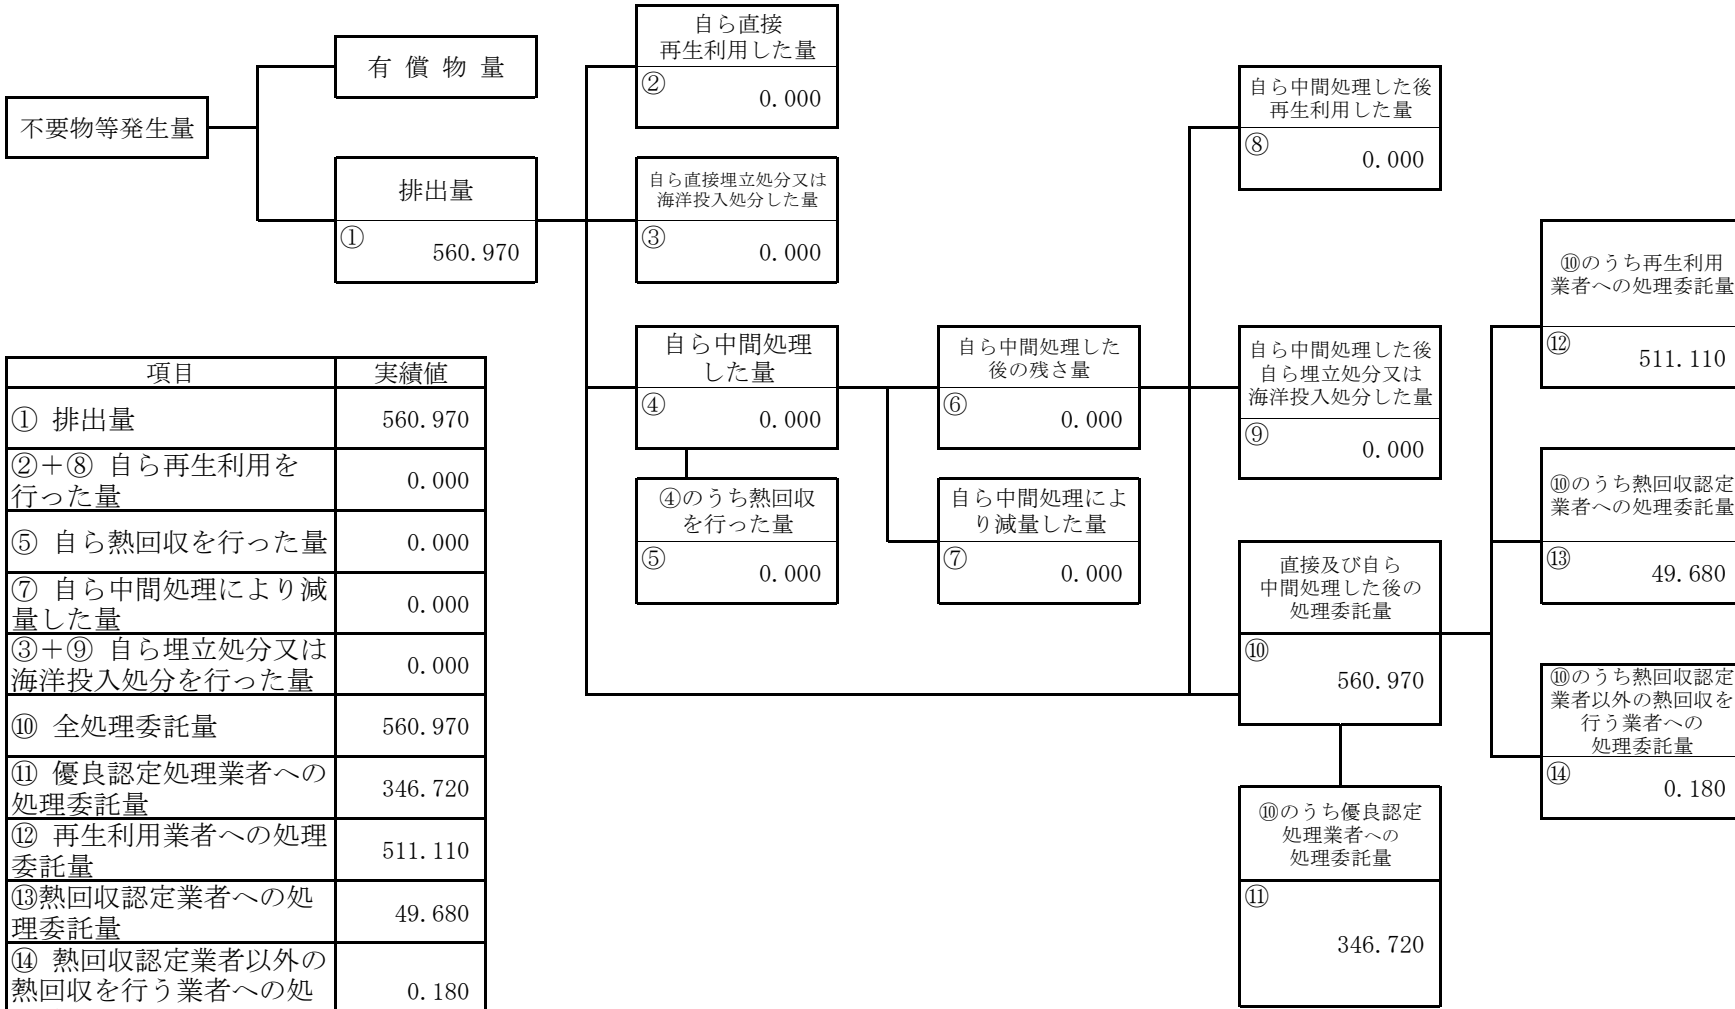 不要物等発生量
有 償 物 量
排出量
①
560.970
自ら直接
再生利用した量
②
0.000
自ら直接埋立処分又は
海洋投入処分した量
③
0.000
自ら中間処理
した量
④
0.000
④のうち熱回収
を行った量
⑤
0.000
自ら中間処理した
後の残さ量
⑥
0.000
自ら中間処理によ
り減量した量
⑦
0.000
自ら中間処理した後
再生利用した量
⑧
0.000
自ら中間処理した後
自ら埋立処分又は
海洋投入処分した量
⑨
0.000
直接及び自ら
中間処理した後の
処理委託量
⑩
560.970
⑩のうち優良認定
処理業者への
処理委託量
⑪
346.720
⑩のうち再生利用
業者への処理委託量
⑫
511.110
⑩のうち熱回収認定
業者への処理委託量
⑬
49.680
⑩のうち熱回収認定
業者以外の熱回収を
行う業者への
処理委託量
⑭
0.180
項目 実績値
① 排出量 560.970
②＋⑧ 自ら再生利用を
行った量 0.000
⑤ 自ら熱回収を行った量 0.000
⑦ 自ら中間処理により減
量した量 0.000
③＋⑨ 自ら埋立処分又は
海洋投入処分を行った量 0.000
⑩ 全処理委託量 560.970
⑪ 優良認定処理業者への
処理委託量 346.720
⑫ 再生利用業者への処理
委託量 511.110
⑬熱回収認定業者への処
理委託量 49.680
⑭ 熱回収認定業者以外の
熱回収を行う業者への処 0.180